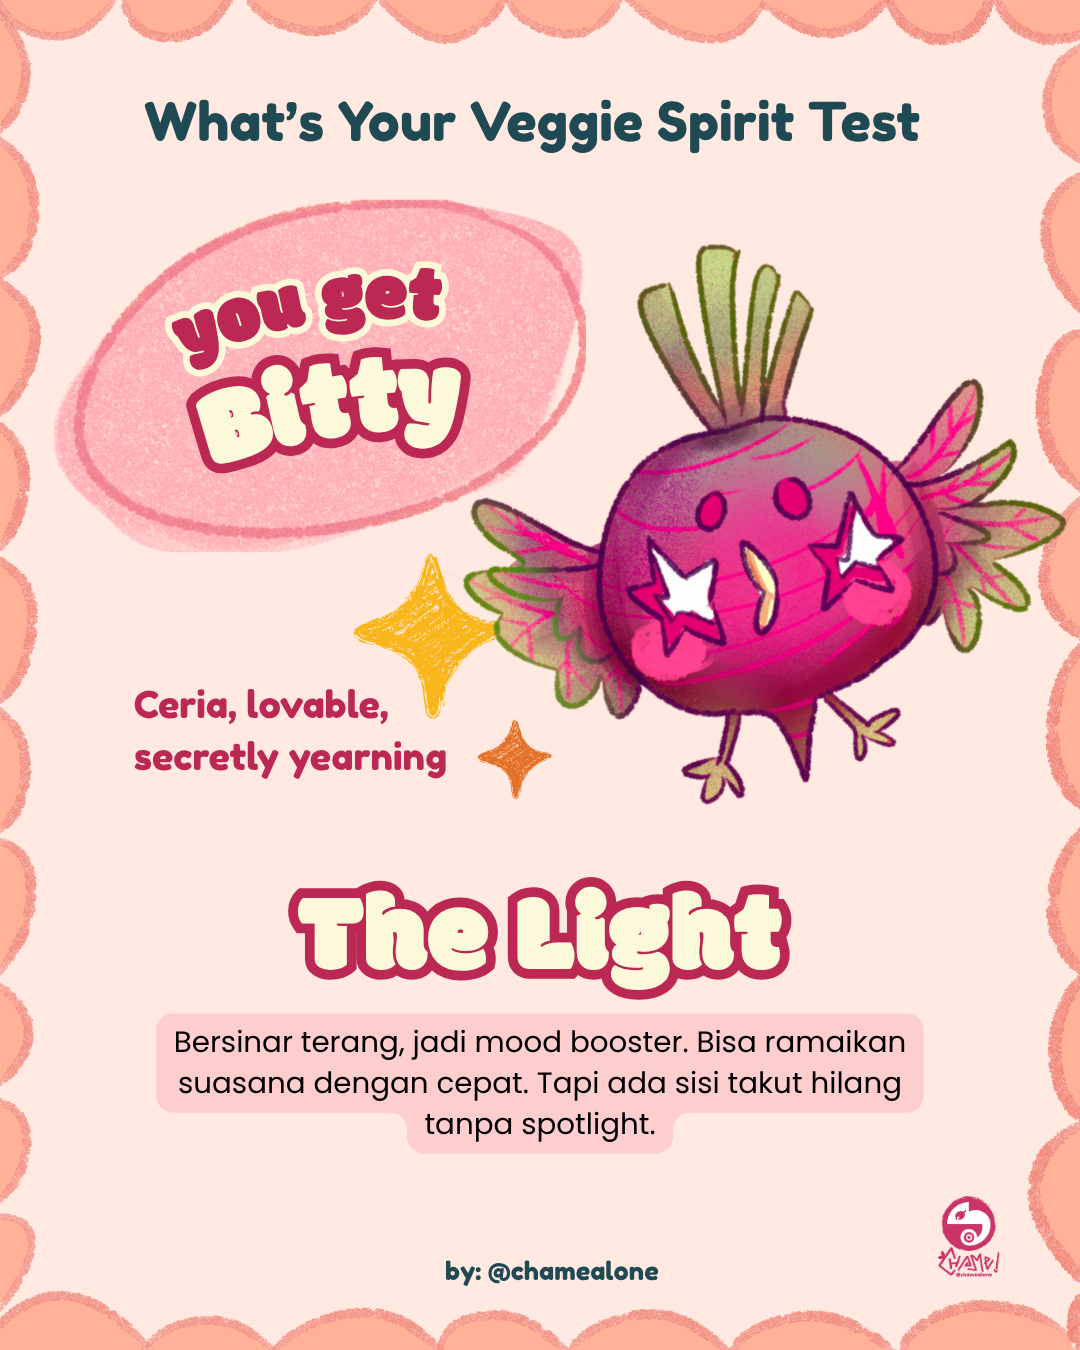 What's Your Veggie Spirit Test
you get
Bitty
Ceria, lovable,
secretly yearning
The Light
Bersinar terang, jadi mood booster. Bisa ramaikan
suasana dengan cepat. Tapi ada sisi takut hilang
tanpa spotlight.
by: @chamealone
CHAME!
@chamealone